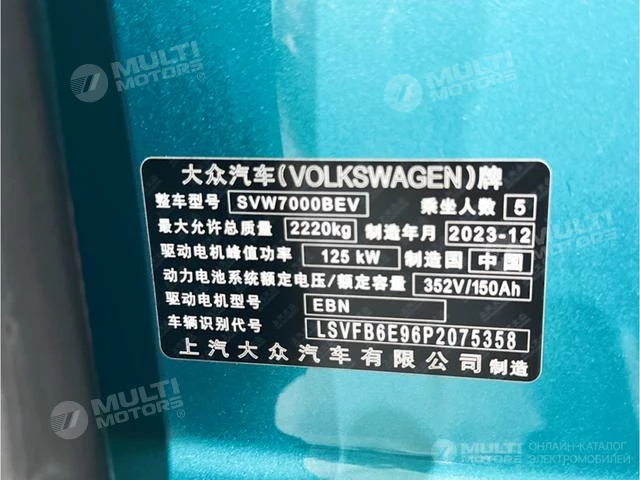 MULTI
MOTORS
MULTI
MOTORS
大众汽车(VOLKSWAGEN)牌
整车型号 SVW7000BEV 乘坐人数 5
最大允许总质量 2220kg 制造年月 2023-12
驱动电机峰值功率 125 kW 制造国 中国
动力电池系统额定电压/额定容量 352V/150Ah
驱动电机型号 EBN
车辆识别代号 LSVFB6E96P2075358
上汽大众汽车有限公司 制造
MULTI
MOTORS
MULTI
MOTORS
ОНЛАЙН-КАТАЛОГ
ЭЛЕКТРОМОБИЛЕЙ